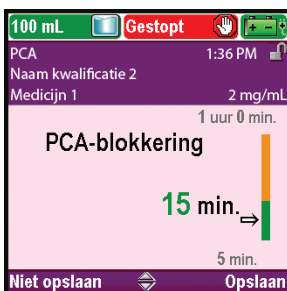 100 mL Gestopt
PCA 1:36 PM
Naam kwalificatie 2
Medicijn 1 2 mg/mL
1 uur 0 min.
PCA-blokkering
15 min.
5 min.
Niet opslaan Opslaan